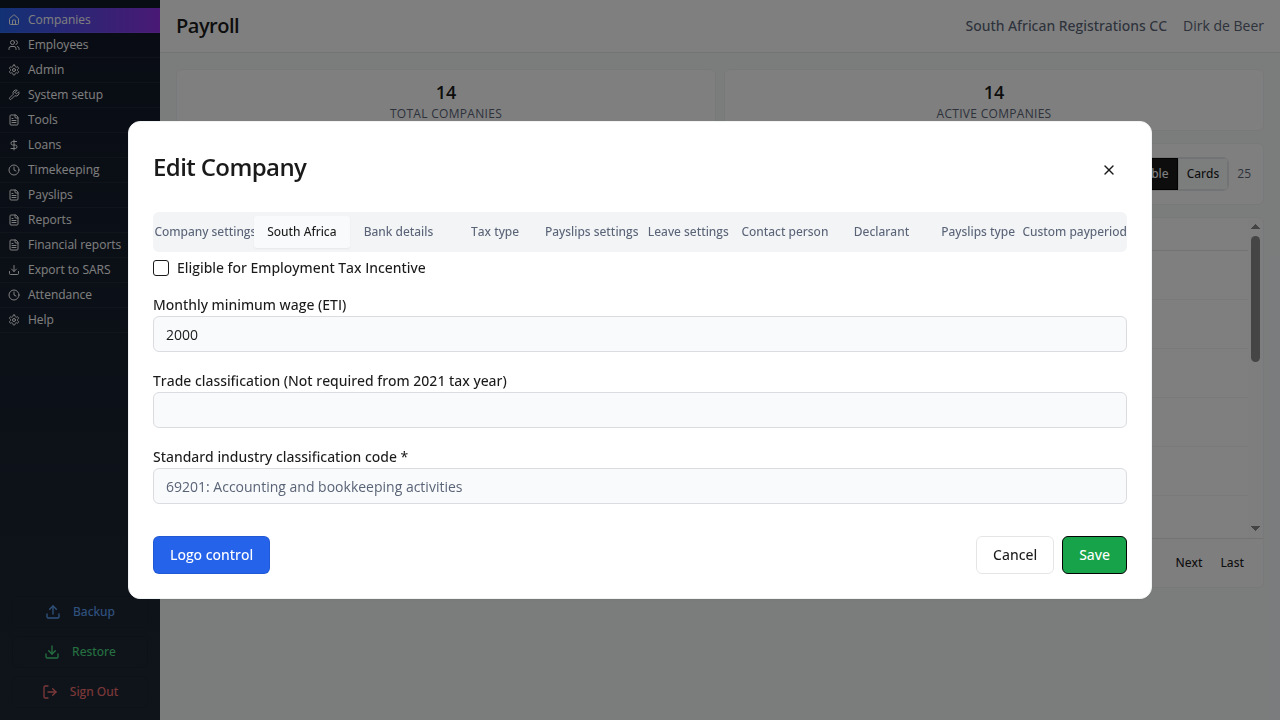 Companies
Employees
Admin
System setup
Tools
Loans
Timekeeping
Payslips
Reports
Financial reports
Export to SARS
Attendance
Help
Backup
Restore
Sign Out
Payroll
South African Registrations CC Dirk de Beer
14
TOTAL COMPANIES
14
ACTIVE COMPANIES
Cards 25
Edit Company
Company settings South Africa Bank details Tax type Payslips settings Leave settings Contact person Declarant Payslips type Custom payperiod
Eligible for Employment Tax Incentive
Monthly minimum wage (ETI)
2000
Trade classification (Not required from 2021 tax year)
Standard industry classification code *
69201: Accounting and bookkeeping activities
Logo control Cancel Save
Next Last